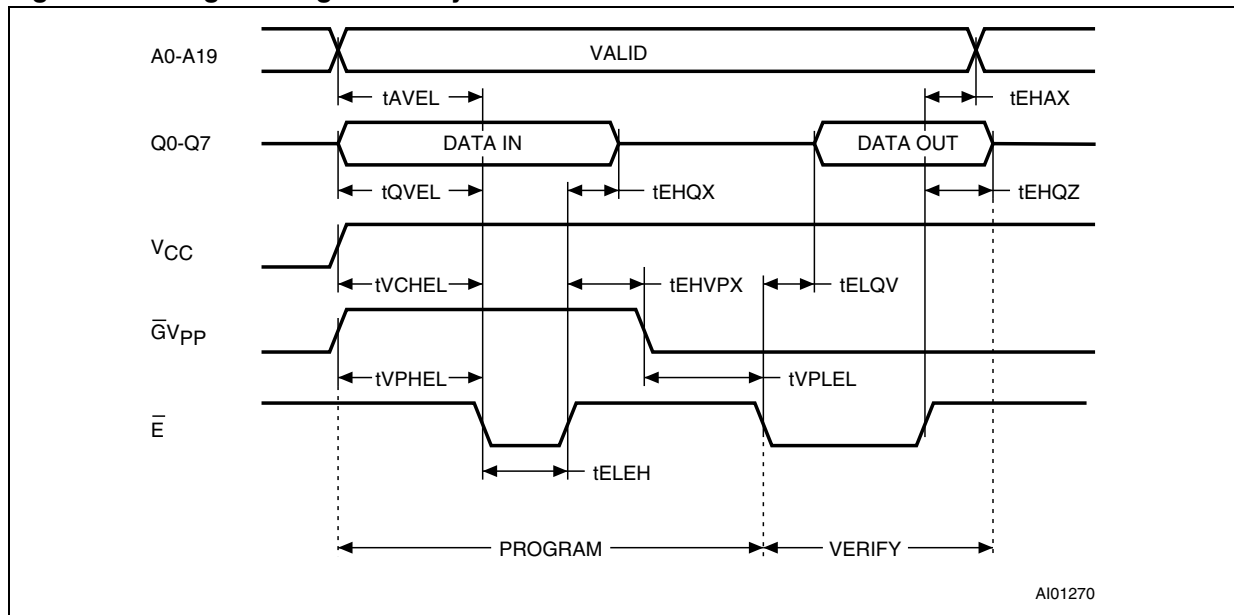 A0-A19
VALID
tAVEL
tEHAX
Q0-Q7
DATA IN
DATA OUT
tQVEL
tEHQX
tEHQZ
VCC
tVCHEL
tEHVPX
tELQV
G̅VPP
tVPHEL
tVPLEL
E̅
tELEH
PROGRAM
VERIFY
AI01270